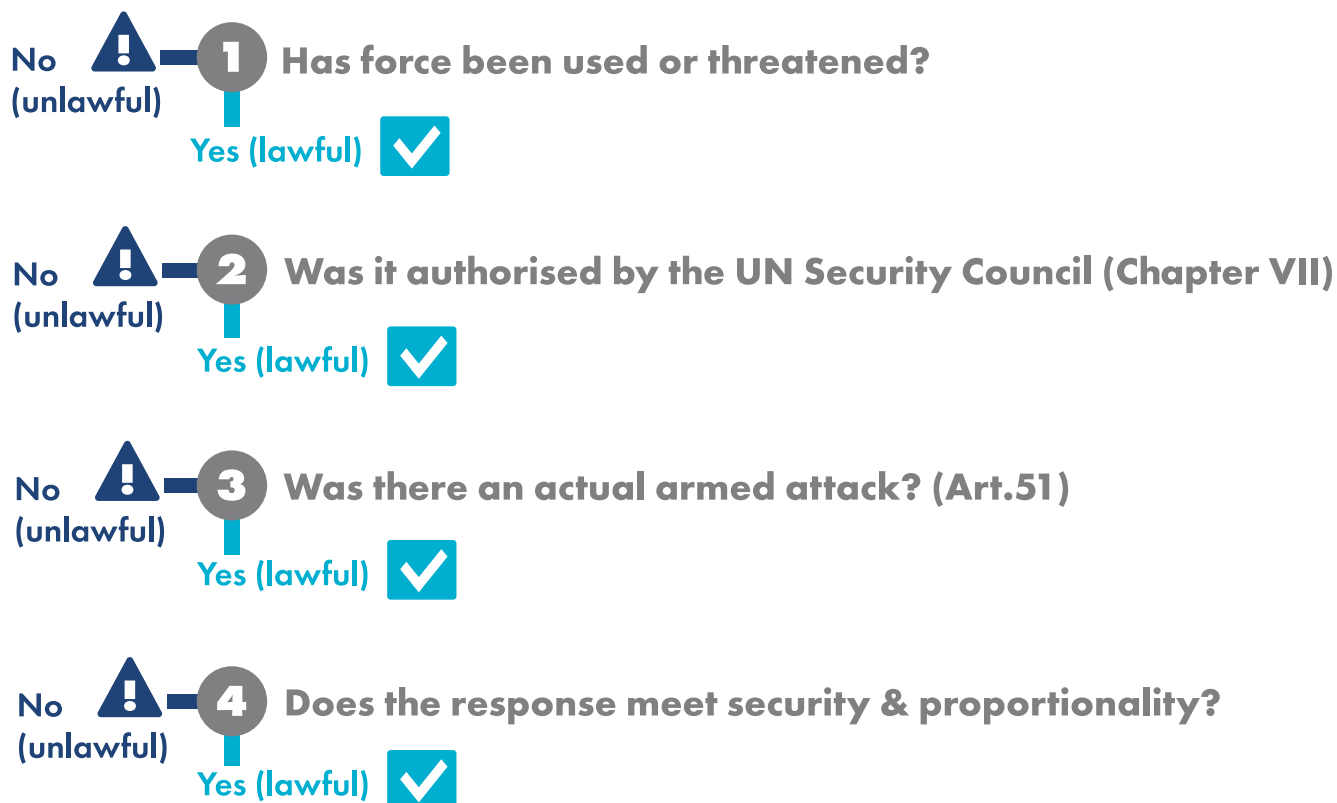 No
(unlawful)
!
1
Has force been used or threatened?
Yes (lawful)
No
(unlawful)
!
2
Was it authorised by the UN Security Council (Chapter VII)
Yes (lawful)
No
(unlawful)
!
3
Was there an actual armed attack? (Art.51)
Yes (lawful)
No
(unlawful)
!
4
Does the response meet security & proportionality?
Yes (lawful)